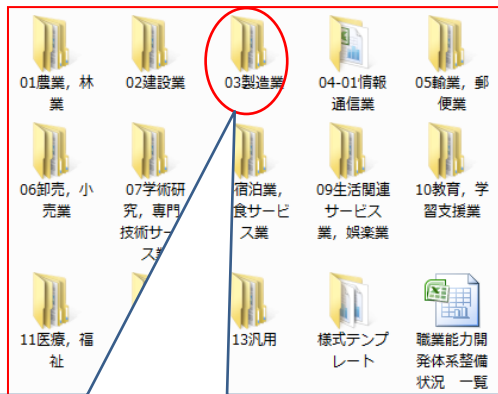 01農業，林
業
02建設業
03製造業
04-01情報
通信業
05輸業，郵
便業
06卸売，小
売業
07学術研
究，専門
技術サー
ス業
宿泊業，
食サービ
ス業
09生活関連
サービス
業，娯楽業
10教育，学
習支援業
11医療，福
祉
13汎用
様式テンプ
レート
職業能力開
発体系整備
状況　一覧